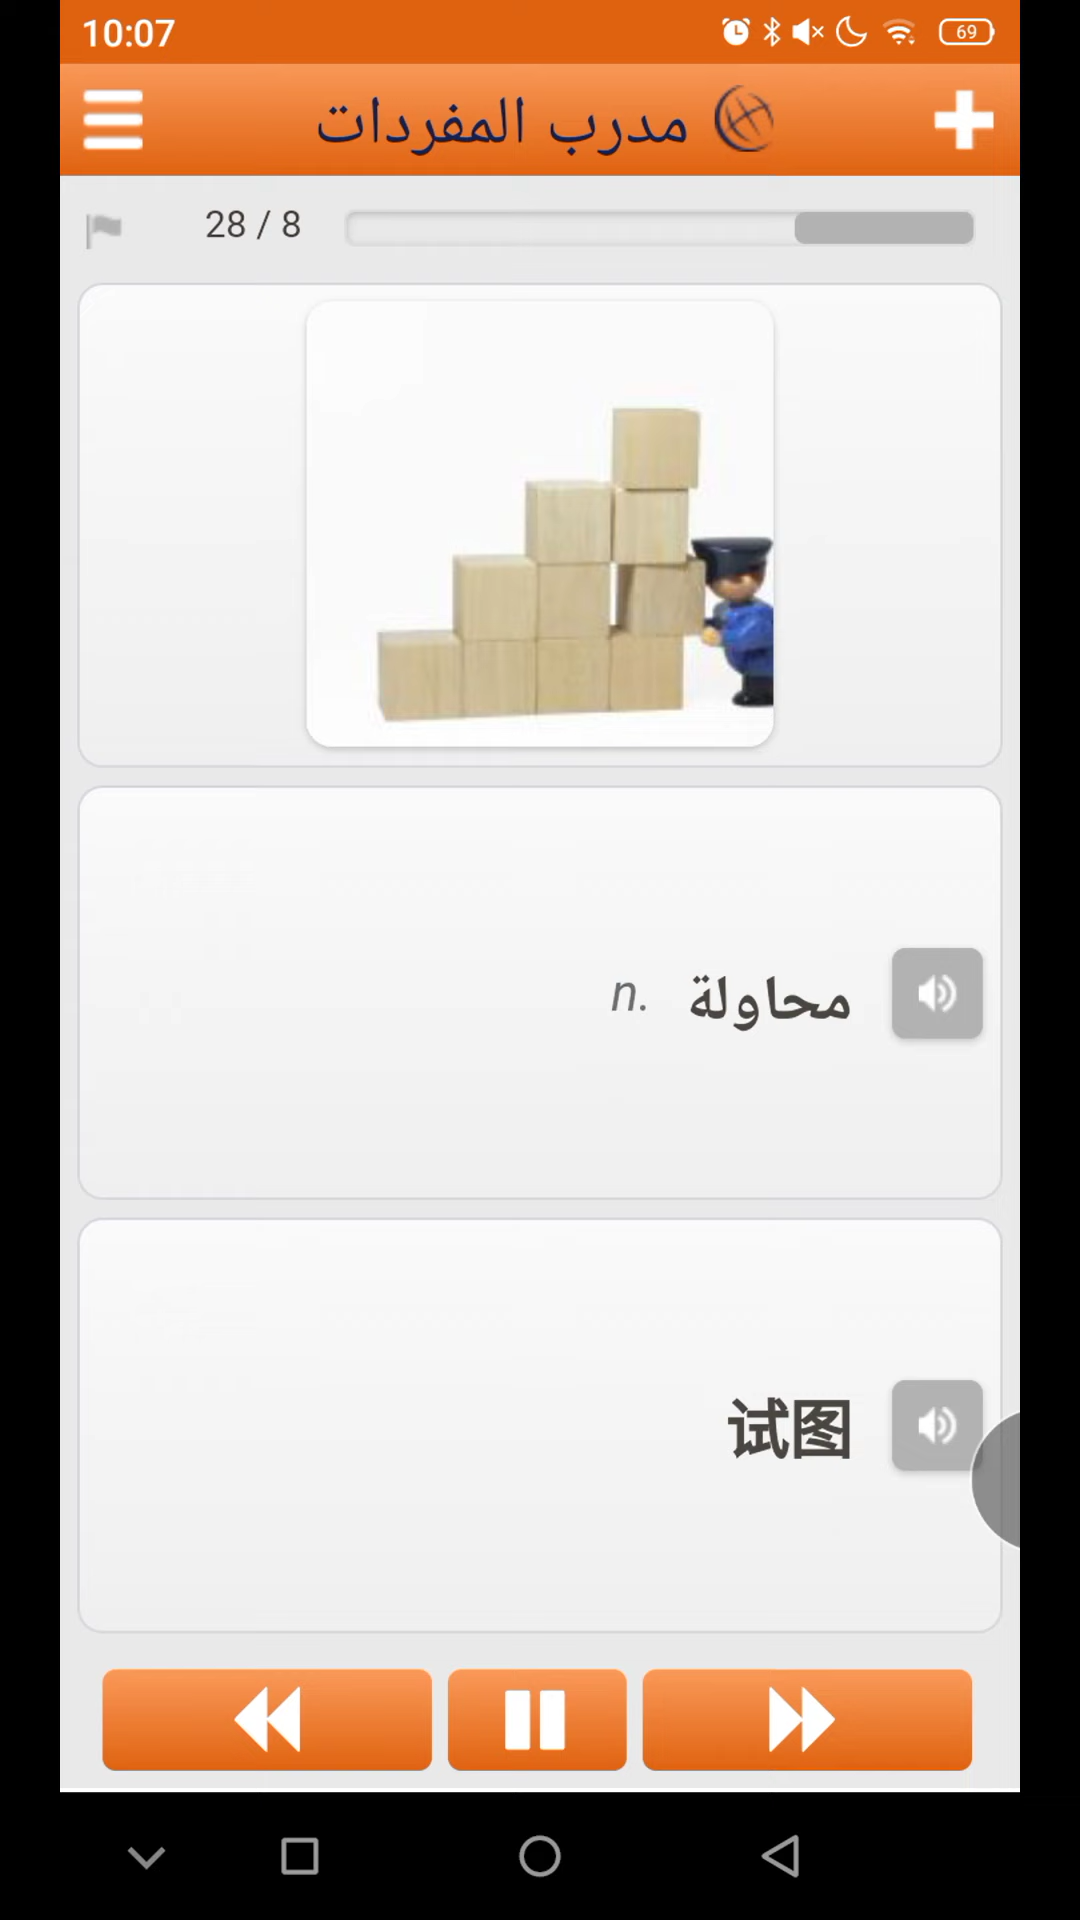 10:07
69
مدرب المفردات
28 / 8
محاولة n.
试图